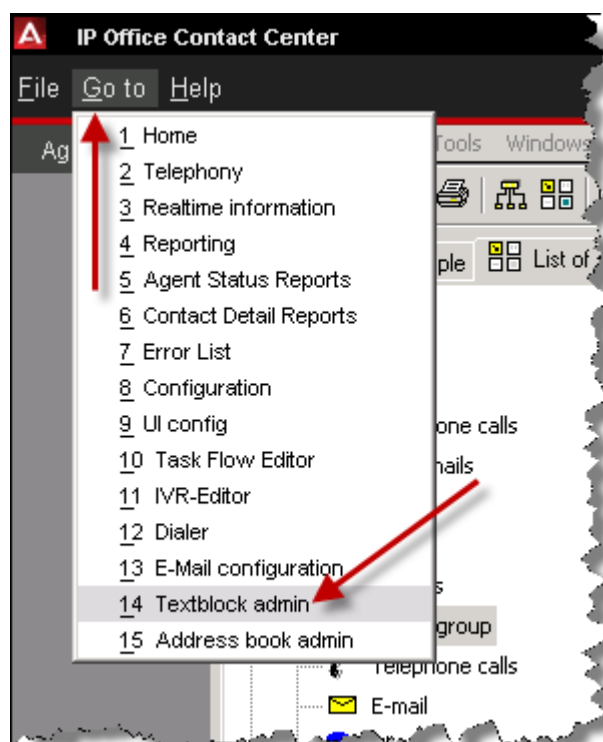 IP Office Contact Center
File Go to Help
Ag
Tools Windows
1 Home
2 Telephony
3 Realtime information
4 Reporting
ple List of
5 Agent Status Reports
6 Contact Detail Reports
7 Error List
8 Configuration
9 UI config
one calls
10 Task Flow Editor
nails
11 IVR-Editor
12 Dialer
13 E-Mail configuration
s
14 Textblock admin
group
15 Address book admin
Telephone calls
E-mail